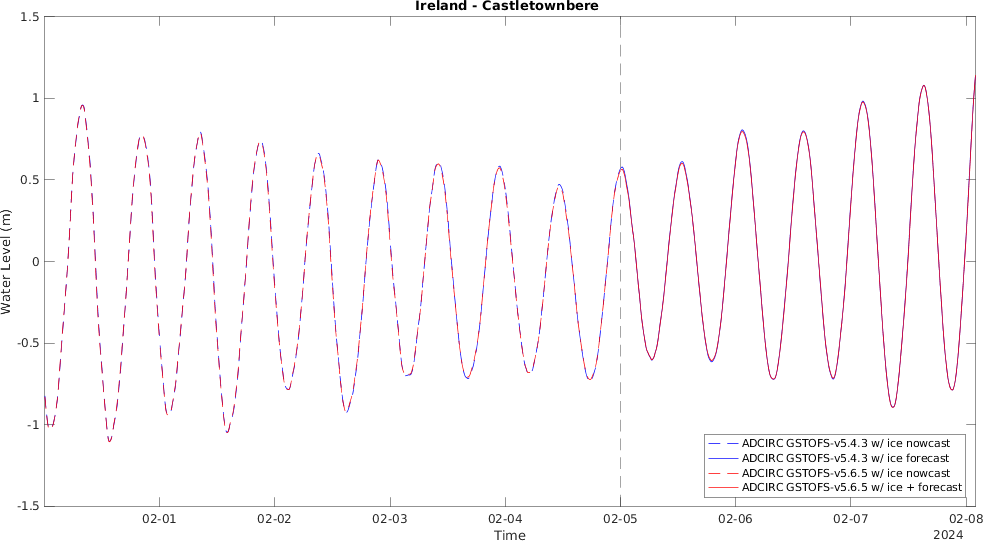 Ireland - Castletownbere
Water Level (m)
1.5
1
0.5
0
-0.5
-1
-1.5
02-01 02-02 02-03 02-04 02-05 02-06 02-07 02-08
2024
Time
ADCIRC GSTOFS-v5.4.3 w/ ice nowcast
ADCIRC GSTOFS-v5.4.3 w/ ice forecast
ADCIRC GSTOFS-v5.6.5 w/ ice nowcast
ADCIRC GSTOFS-v5.6.5 w/ ice + forecast